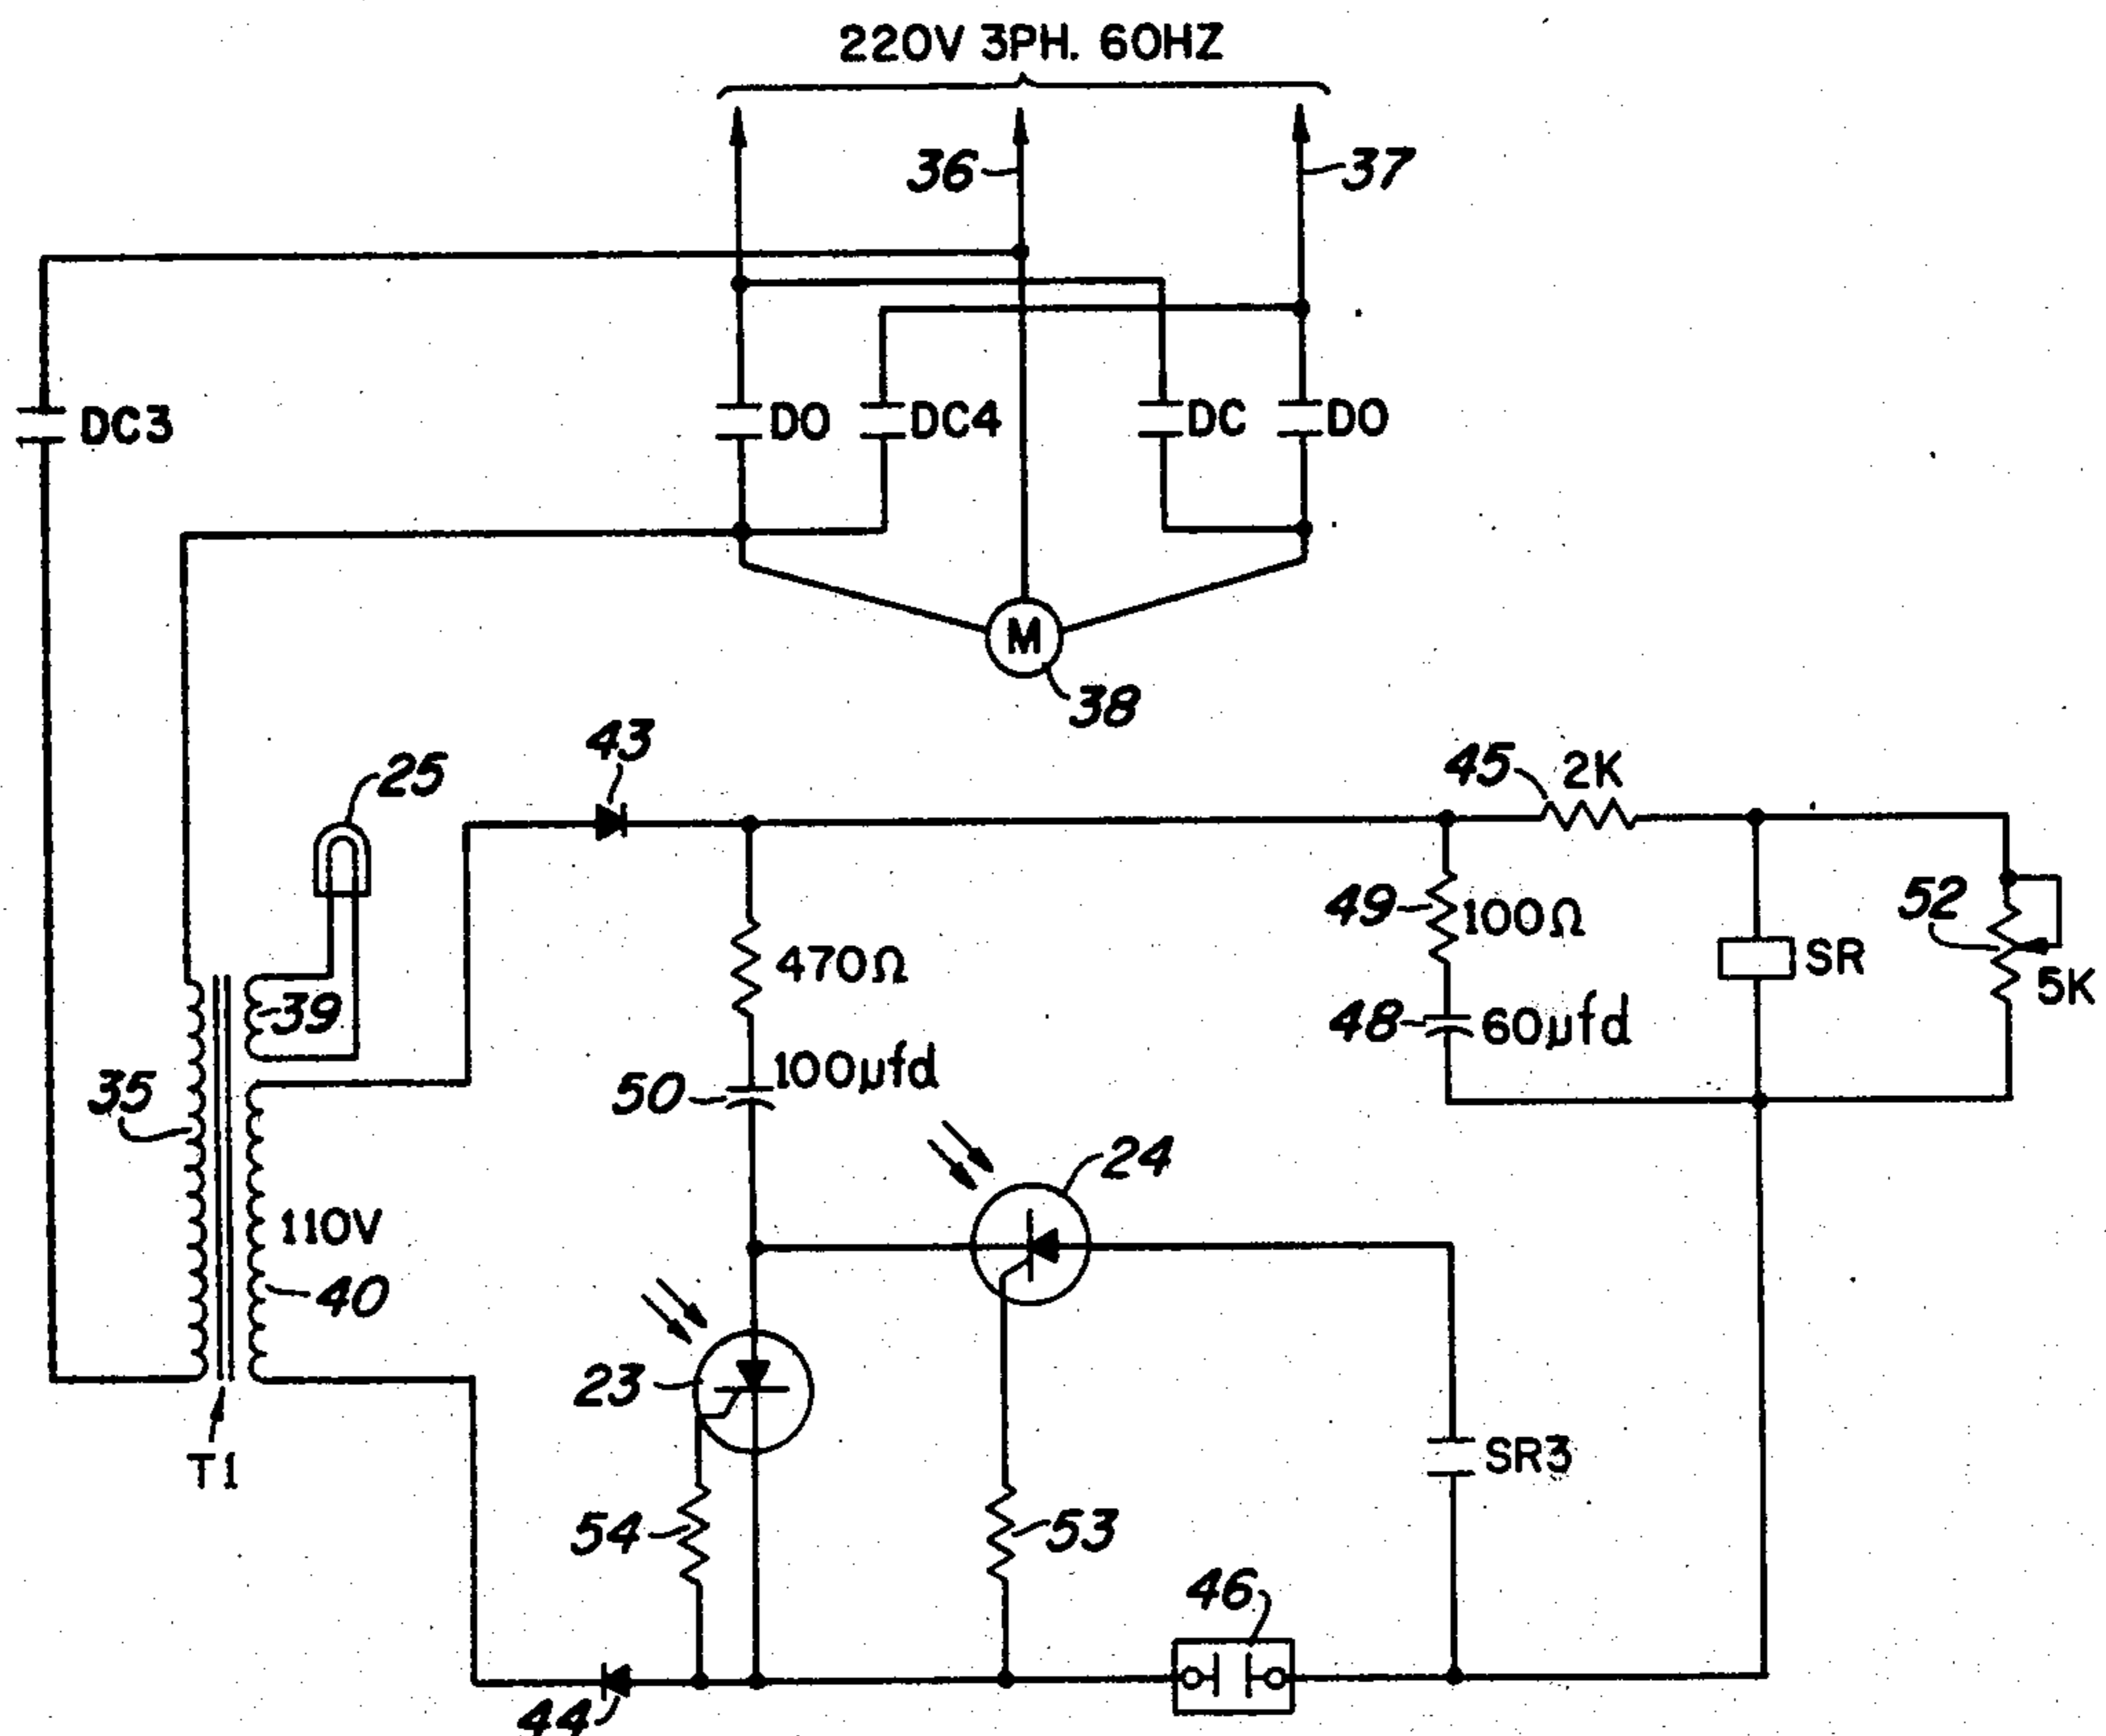 220V 3PH. 60HZ
36
37
DC3
DO
DC4
DC
DO
M
38
43
25
45
2K
49
100Ω
52
SR
5K
470Ω
39
48
60µfd
35
50
100µfd
24
110V
40
23
T1
SR3
54
53
46
44